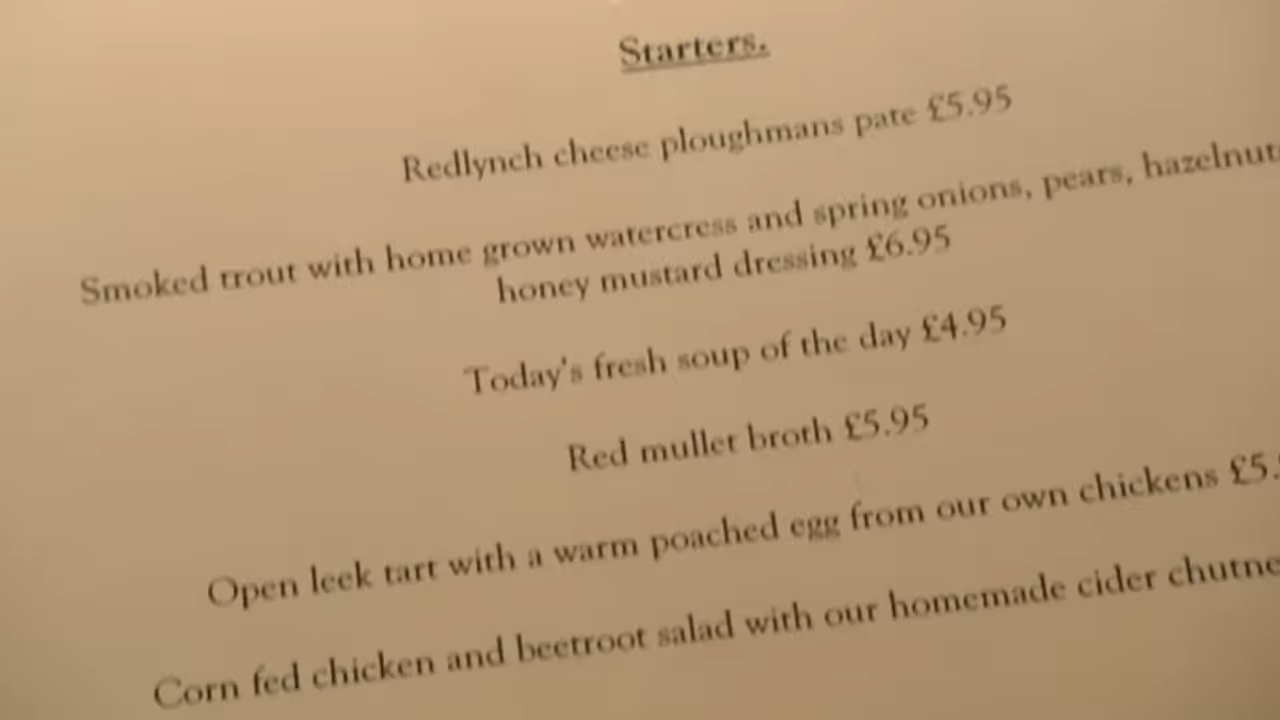 Starters.
Redlynch cheese ploughmans pate £5.95
Smoked trout with home grown watercress and spring onions, pears, hazelnut
honey mustard dressing £6.95
Today's fresh soup of the day £4.95
Red mullet broth £5.95
Open leek tart with a warm poached egg from our own chickens £5.
Corn fed chicken and beetroot salad with our homemade cider chutne